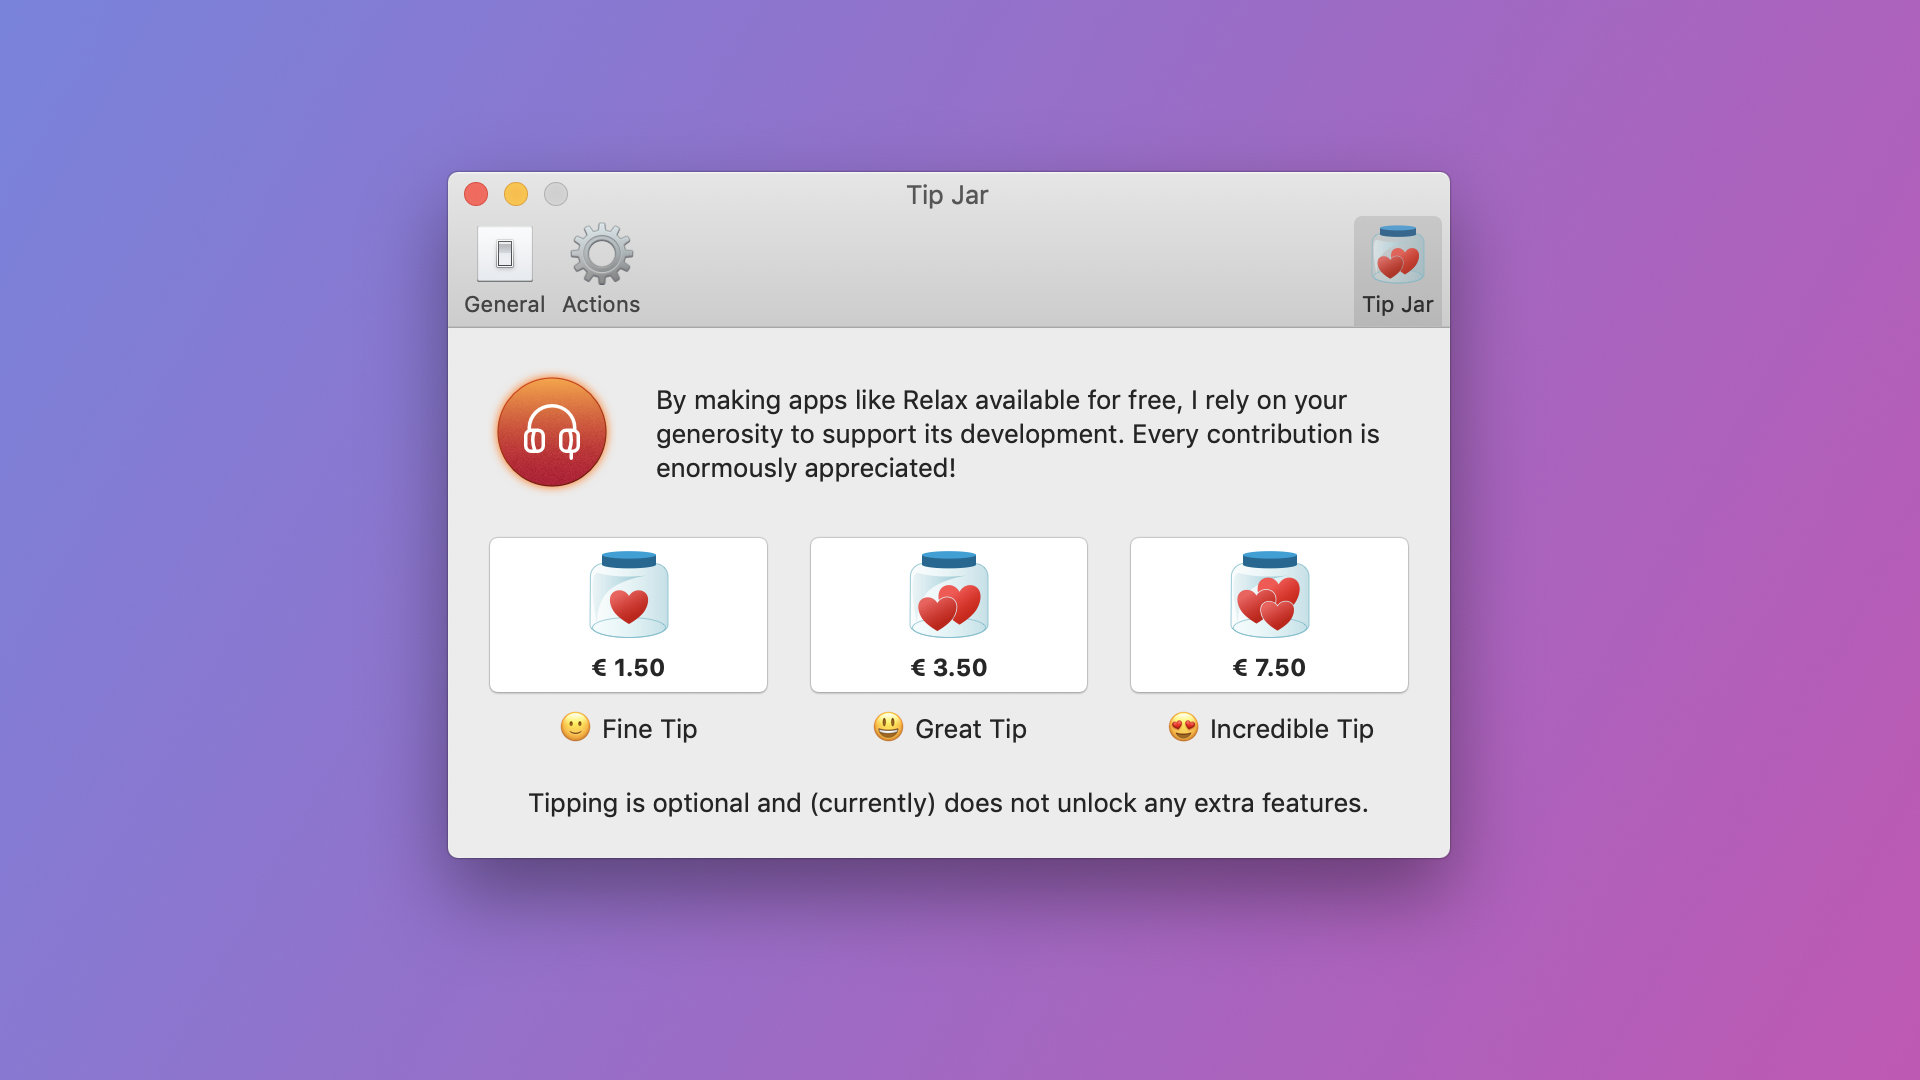 Tip Jar
General
Actions
Tip Jar
By making apps like Relax available for free, I rely on your
generosity to support its development. Every contribution is
enormously appreciated!
€ 1.50
€ 3.50
€ 7.50
🙂 Fine Tip
😃 Great Tip
😍 Incredible Tip
Tipping is optional and (currently) does not unlock any extra features.